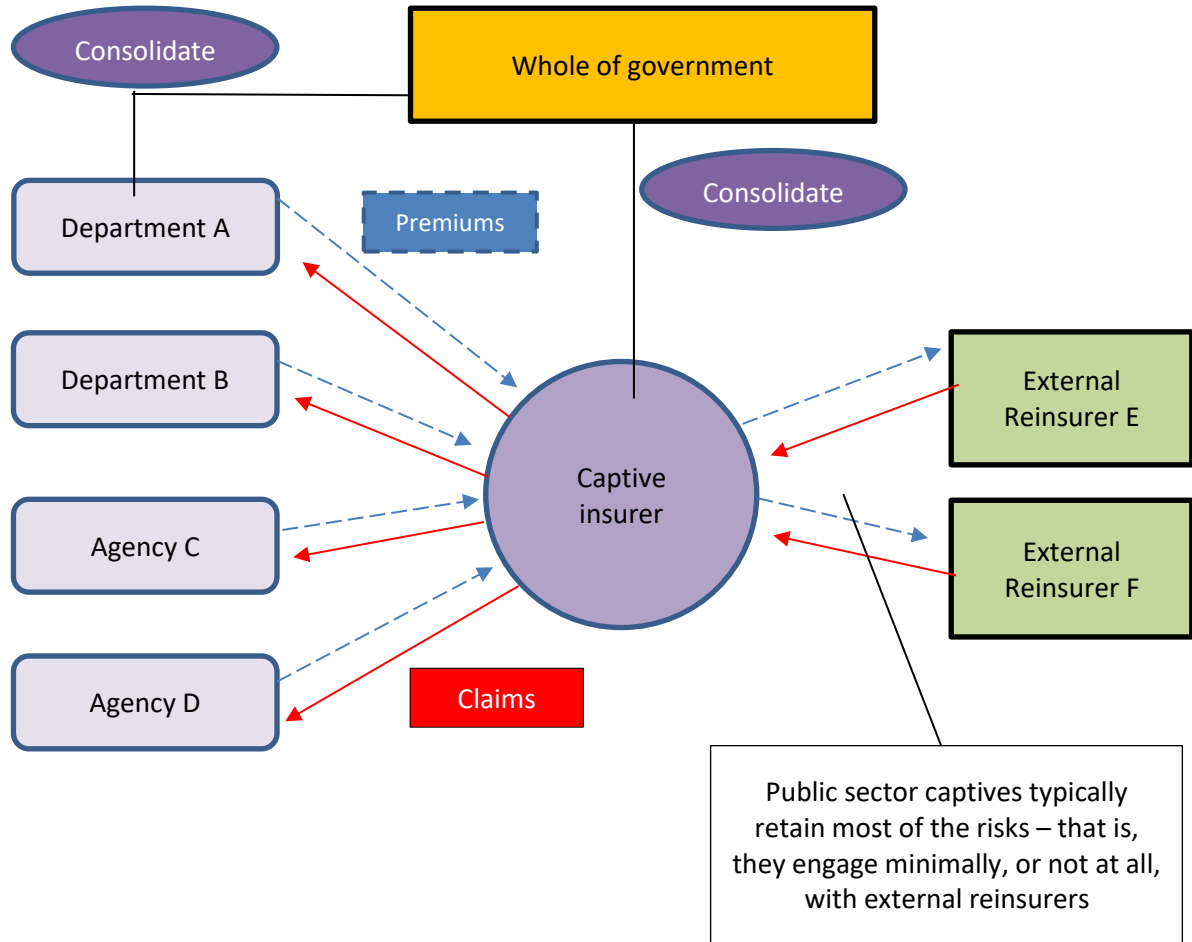 Consolidate
Whole of government
Consolidate
Department A
Premiums
Department B
Captive
insurer
External
Reinsurer E
Agency C
External
Reinsurer F
Agency D
Claims
Public sector captives typically
retain most of the risks – that is,
they engage minimally, or not at all,
with external reinsurers